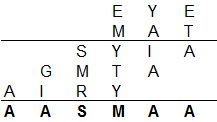 E Y E
M A T
S Y I A
G M T A
A I R Y
A A S M A A